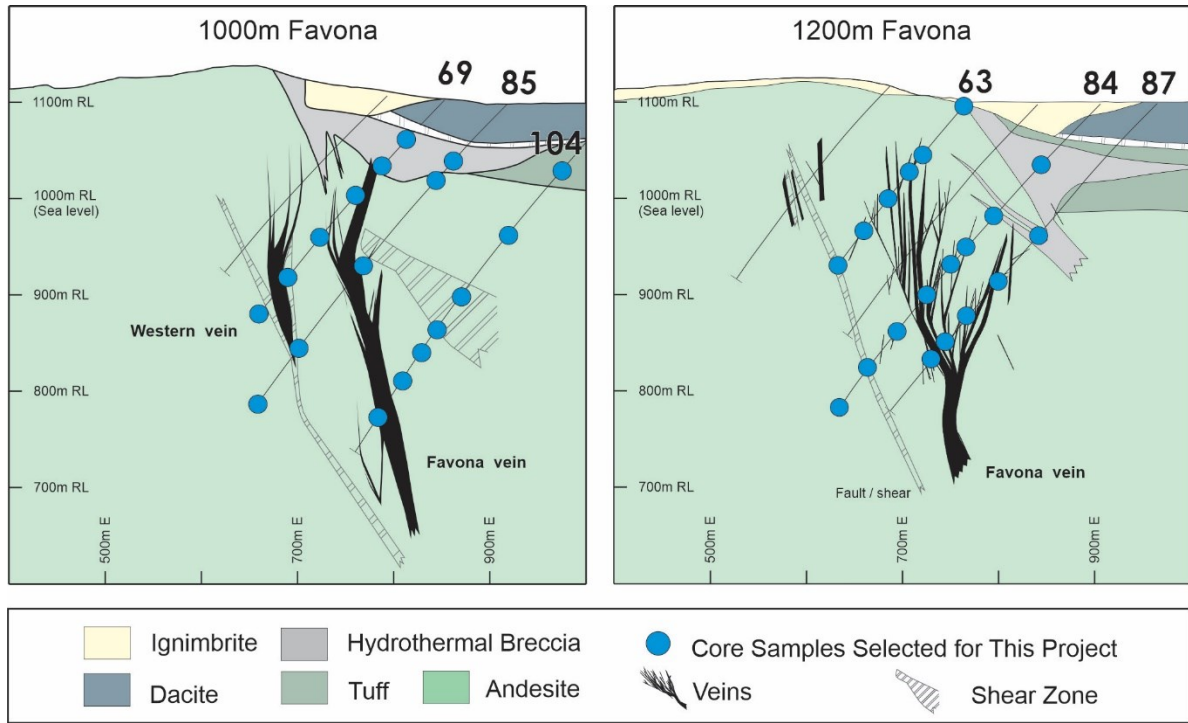 1000m Favona
69
85
104
1100m RL
1000m RL
(Sea level)
900m RL
800m RL
700m RL
Western vein
Favona vein
500m E
700m E
900m E
1200m Favona
63
84
87
1100m RL
1000m RL
(Sea level)
900m RL
800m RL
700m RL
Favona vein
Fault / shear
500m E
700m E
900m E
Ignimbrite
Hydrothermal Breccia
Core Samples Selected for This Project
Dacite
Tuff
Andesite
Veins
Shear Zone